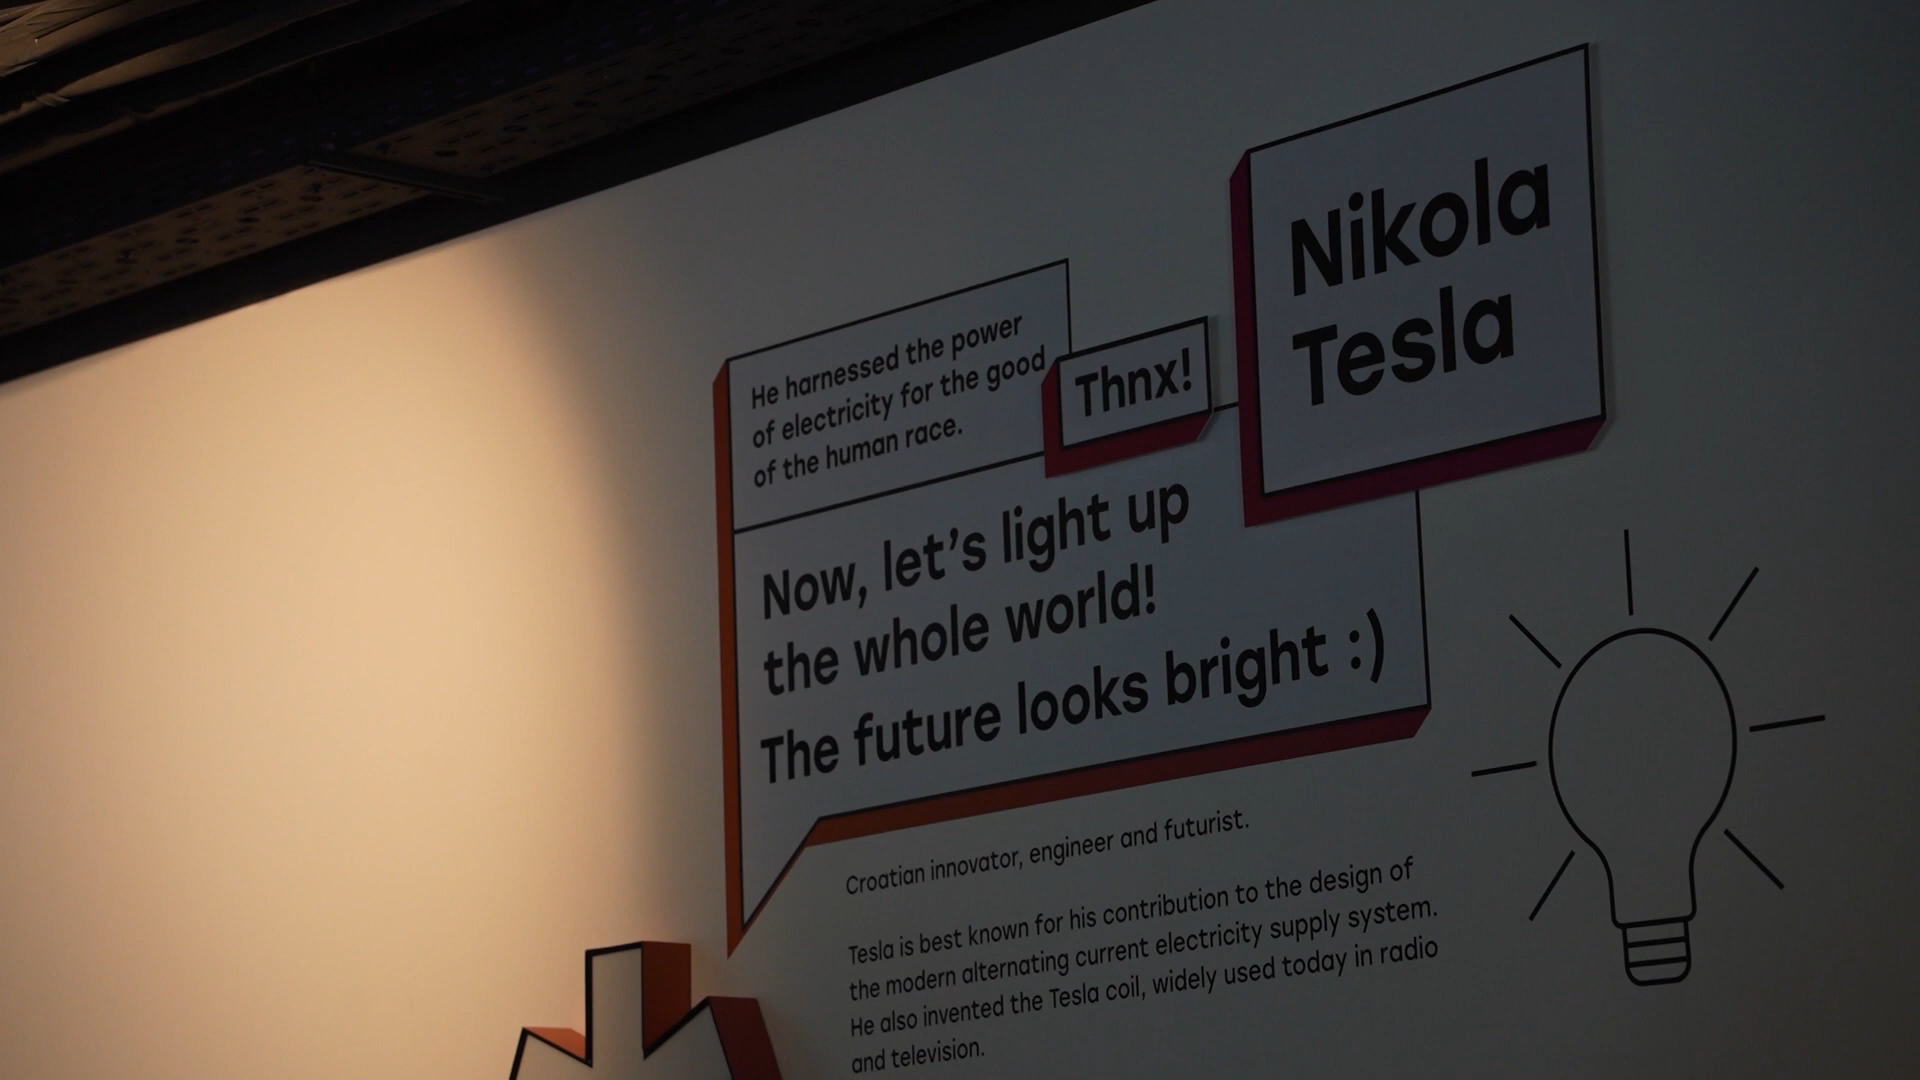 Nikola
Tesla
He harnessed the power
of electricity for the good
of the human race.
Thnx!
Now, let's light up
the whole world!
The future looks bright :)
Croatian innovator, engineer and futurist.
Tesla is best known for his contribution to the design of
the modern alternating current electricity supply system.
He also invented the Tesla coil, widely used today in radio
and television.